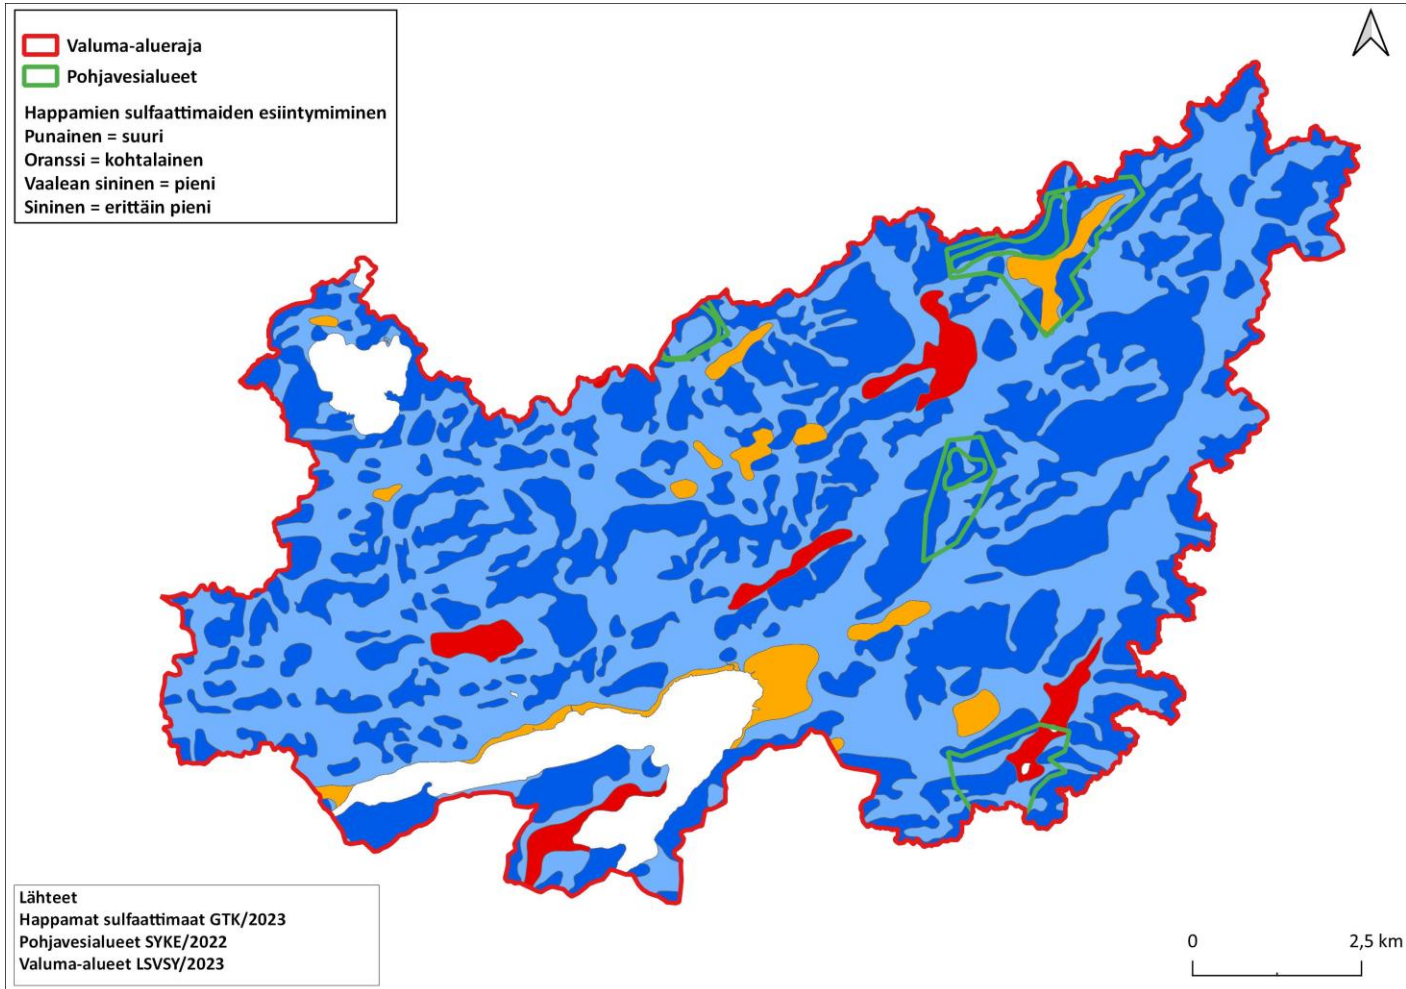 Valuma-alueraja
Pohjavesialueet
Happamien sulfaattimaiden esiintymiminen
Punainen = suuri
Oranssi = kohtalainen
Vaalean sininen = pieni
Sininen = erittäin pieni
Lähteet
Happamat sulfaattimaat GTK/2023
Pohjavesialueet SYKE/2022
Valuma-alueet LSVSY/2023
0 2,5 km